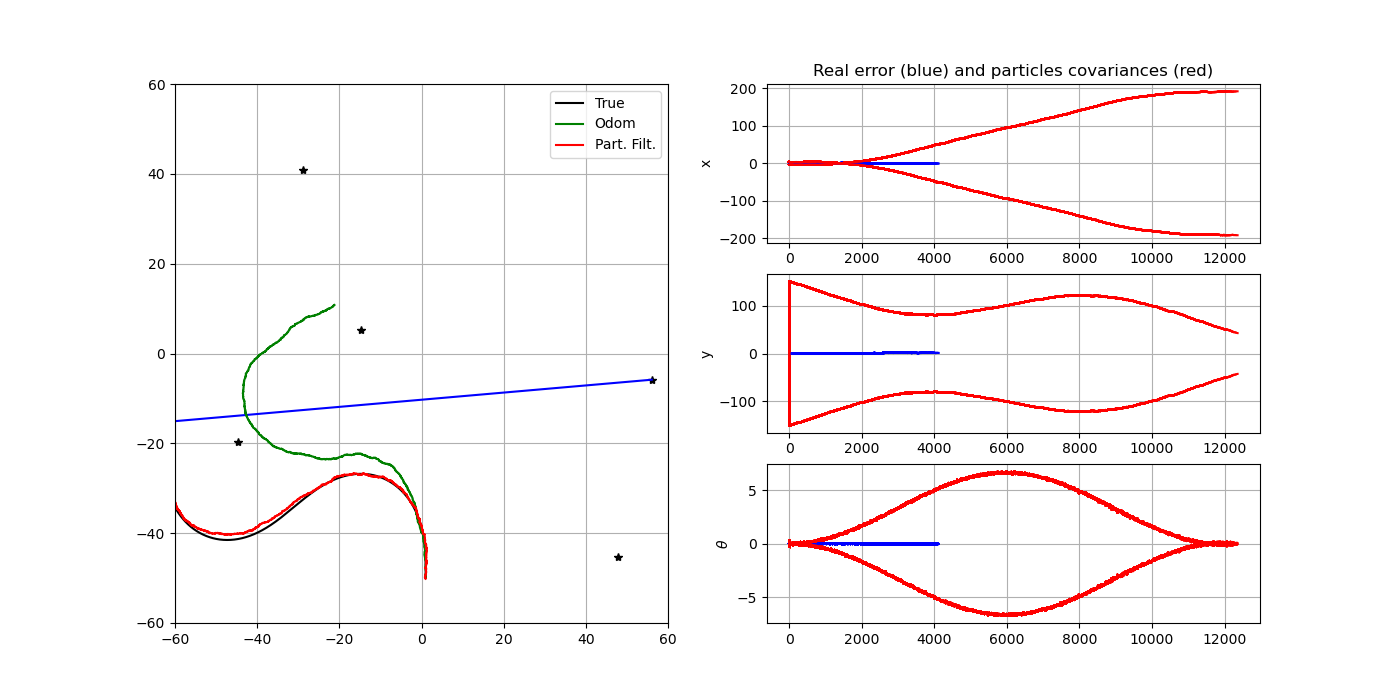 60
40
20
0
−20
−40
−60
−60 −40 −20 0 20 40 60
True
Odom
Part. Filt.
Real error (blue) and particles covariances (red)
x
200
100
0
−100
−200
0 2000 4000 6000 8000 10000 12000
y
100
0
−100
0 2000 4000 6000 8000 10000 12000
θ
5
0
−5
0 2000 4000 6000 8000 10000 12000